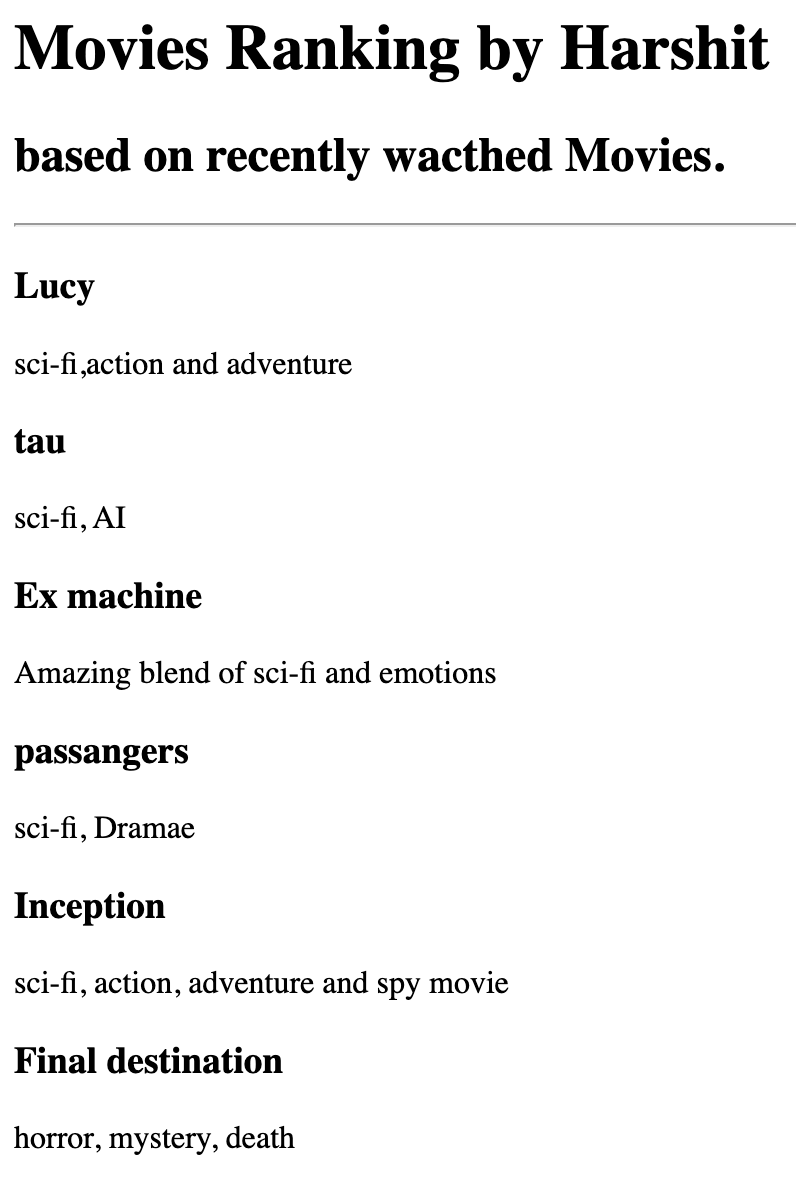 Movies Ranking by Harshit
based on recently wacthed Movies.
Lucy
sci-fi,action and adventure
tau
sci-fi, AI
Ex machine
Amazing blend of sci-fi and emotions
passangers
sci-fi, Dramae
Inception
sci-fi, action, adventure and spy movie
Final destination
horror, mystery, death